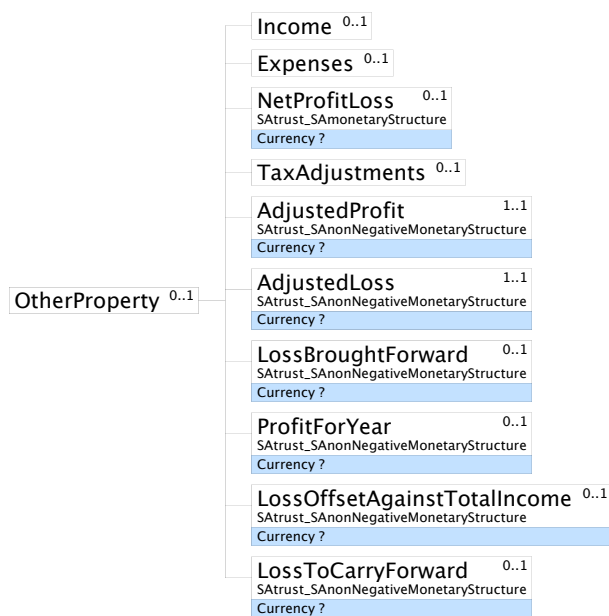 Income 0..1
Expenses 0..1
NetProfitLoss 0..1
SAtrust_SAmonetaryStructure
Currency ?
TaxAdjustments 0..1
AdjustedProfit 1..1
SAtrust_SAnonNegativeMonetaryStructure
Currency ?
OtherProperty 0..1
AdjustedLoss 1..1
SAtrust_SAnonNegativeMonetaryStructure
Currency ?
LossBroughtForward 0..1
SAtrust_SAnonNegativeMonetaryStructure
Currency ?
ProfitForYear 0..1
SAtrust_SAnonNegativeMonetaryStructure
Currency ?
LossOffsetAgainstTotalIncome 0..1
SAtrust_SAnonNegativeMonetaryStructure
Currency ?
LossToCarryForward 0..1
SAtrust_SAnonNegativeMonetaryStructure
Currency ?